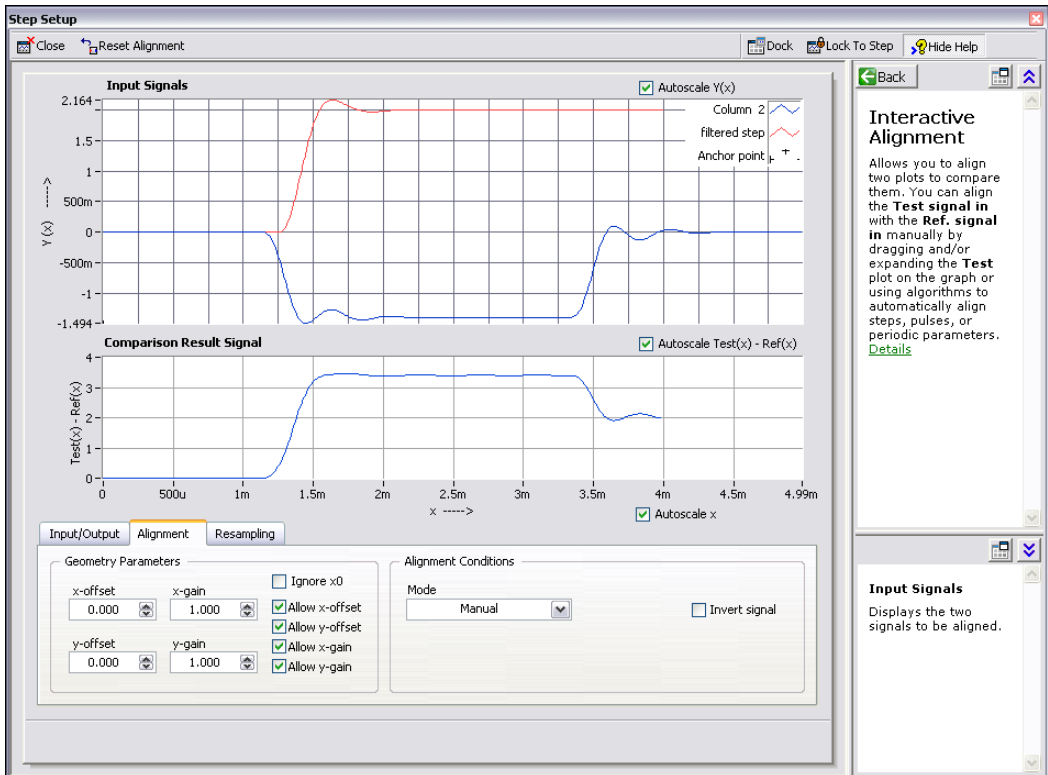 Step Setup
Close
Reset Alignment
Dock
Lock To Step
Hide Help
Input Signals
Autoscale Y(x)
Column 2
filtered step
Anchor point
2.164
1.5
1
500m
0
-500m
-1
-1.494
Y (x) ---->
Comparison Result Signal
Autoscale Test(x) - Ref(x)
4
3
2
1
0
Test(x) - Ref(x)
0 500u 1m 1.5m 2m 2.5m 3m 3.5m 4m 4.5m 4.99m
x ----->
Autoscale x
Input/Output
Alignment
Resampling
Geometry Parameters
x-offset
x-gain
0.000
1.000
y-offset
y-gain
0.000
1.000
Ignore x0
Allow x-offset
Allow y-offset
Allow x-gain
Allow y-gain
Alignment Conditions
Mode
Manual
Invert signal
Back
Interactive
Alignment
Allows you to align
two plots to compare
them. You can align
the Test signal in
with the Ref. signal
in manually by
dragging and/or
expanding the Test
plot on the graph or
using algorithms to
automatically align
steps, pulses, or
periodic parameters.
Details
Input Signals
Displays the two
signals to be aligned.